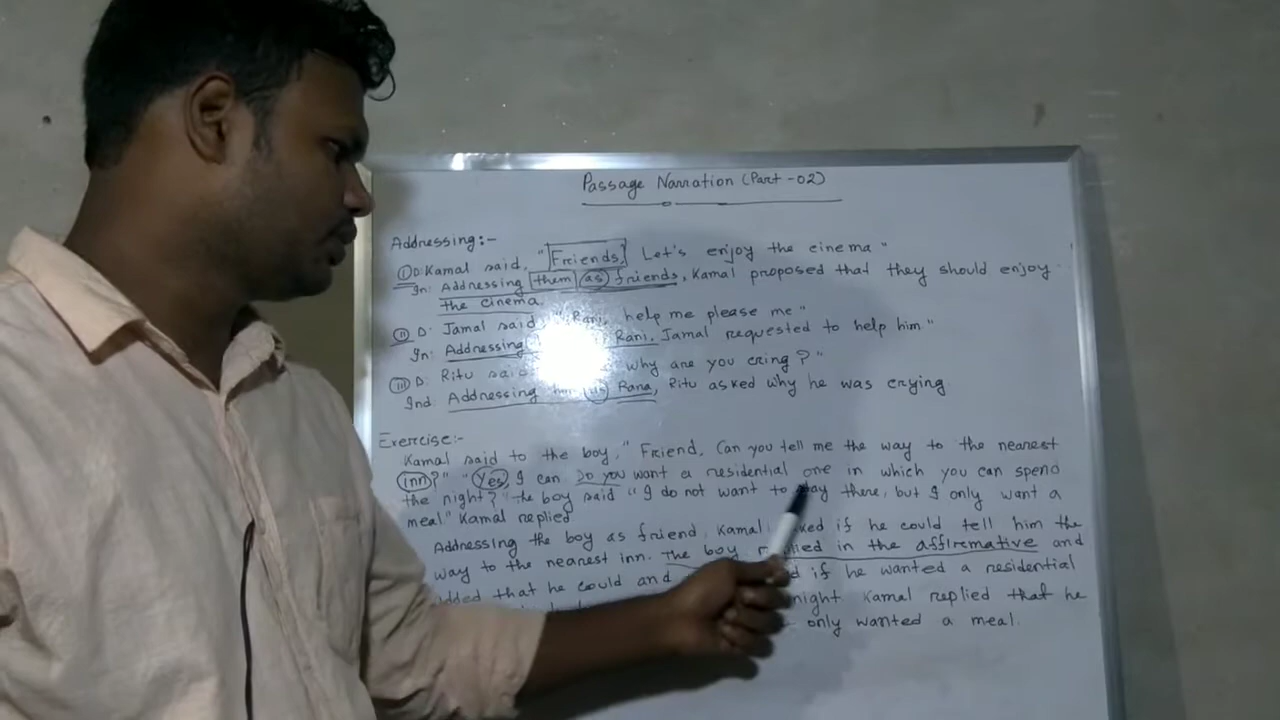 Passage Narration (Part -02)
Addressing:-
i D: Kamal said, "Friends, Let's enjoy the cinema"
In: Addressing them as friends, Kamal proposed that they should enjoy
the cinema.
ii D: Jamal said, "Rani, help me please me"
In: Addressing Rani, Jamal requested to help him"
iii D: Ritu said why are you cring?"
Ind: Addressing as Rana, Ritu asked why he was crying
Exercise:-
Kamal said to the boy, "Friend, Can you tell me the way to the nearest
inn?" "Yes, I can Do you want a residential one in which you can spend
the night?" the boy said "I do not want to stay there, but I only want a
meal." Kamal replied
Addressing the boy as friend, Kamal asked if he could tell him the
way to the nearest inn. The boy replied in the affirmative and
added that he could and if he wanted a residential
night Kamal replied that he
only wanted a meal.